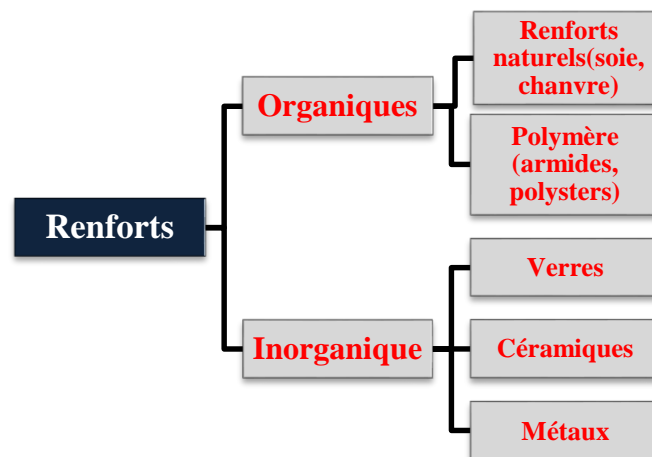 Renforts
Organiques
Renforts
naturels(soie,
chanvre)
Polymère
(armides,
polysters)
Inorganique
Verres
Céramiques
Métaux